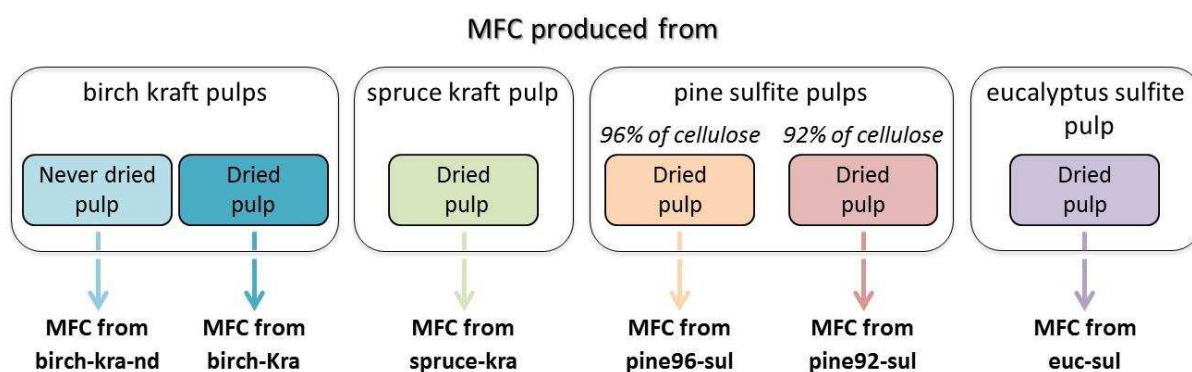 MFC produced from
birch kraft pulps
Never dried
pulp
Dried
pulp
MFC from
birch-kra-nd
MFC from
birch-Kra
spruce kraft pulp
Dried
pulp
MFC from
spruce-kra
pine sulfite pulps
96% of cellulose
Dried
pulp
MFC from
pine96-sul
92% of cellulose
Dried
pulp
MFC from
pine92-sul
eucalyptus sulfite
pulp
Dried
pulp
MFC from
euc-sul